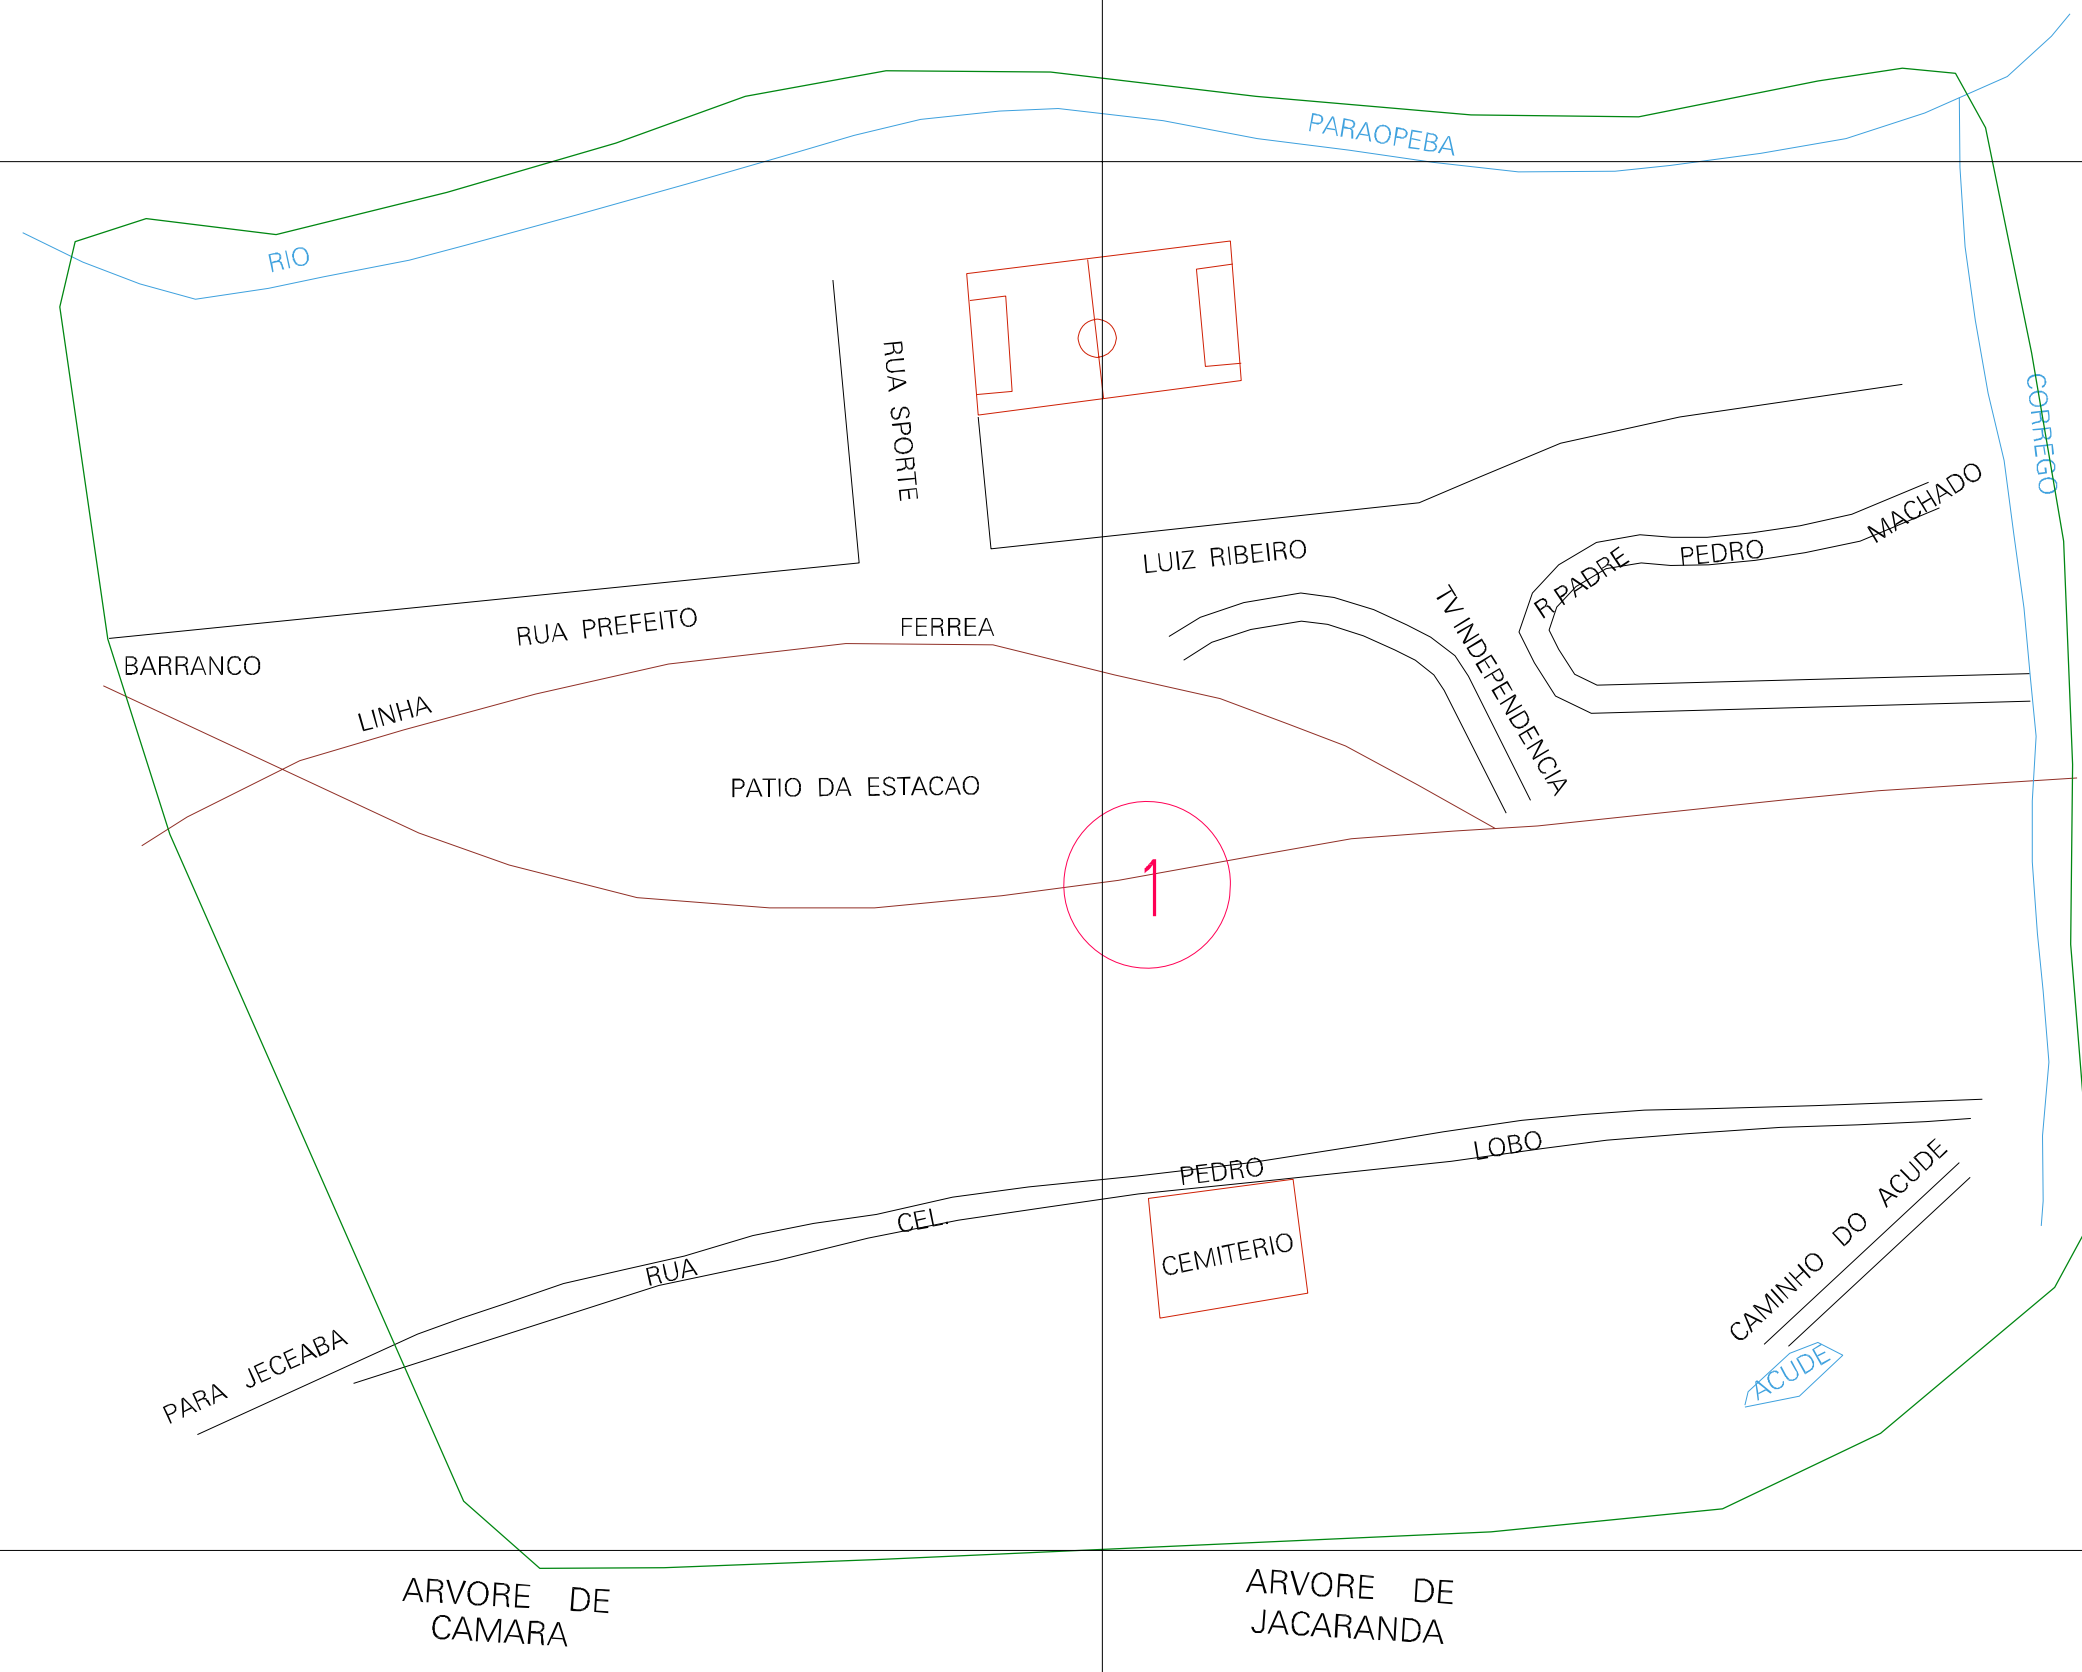 PARAOPEBA
RIO
RUA SPORTE
CORREGO
LUIZ RIBEIRO
R.PADRE PEDRO MACHADO
RUA PREFEITO
FERREA
TV INDEPENDENCIA
BARRANCO
LINHA
PATIO DA ESTACAO
1
PEDRO
LOBO
CEL.
RUA
CEMITERIO
CAMINHO DO ACUDE
PARA JECEABA
ACUDE
ARVORE DE
CAMARA
ARVORE DE
JACARANDA